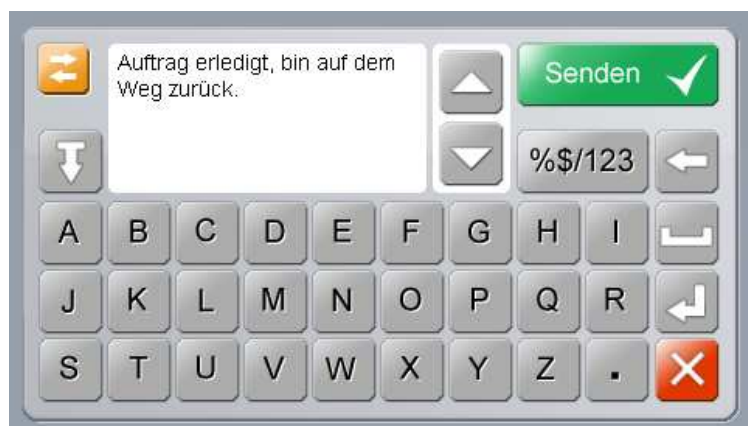 Auftrag erledigt, bin auf dem
Weg zurück.
Senden
%$/123
A B C D E F G H I
J K L M N O P Q R
S T U V W X Y Z .